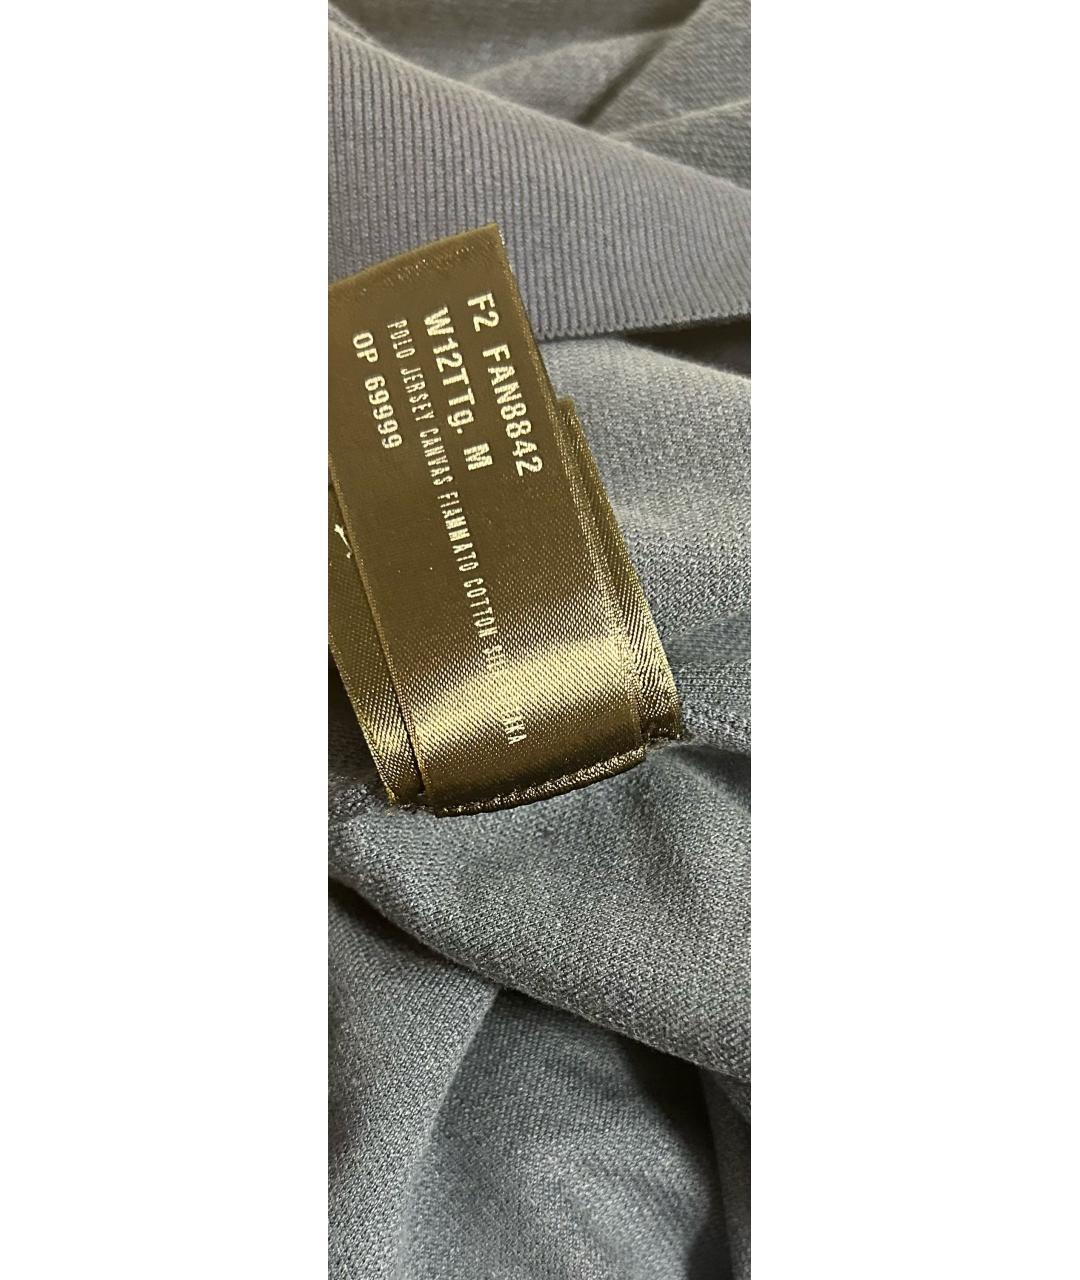 F2 FAN8842
W12TTg. M
POLO JERSEY CANVAS FIAMMATO COTTON
OP 69999